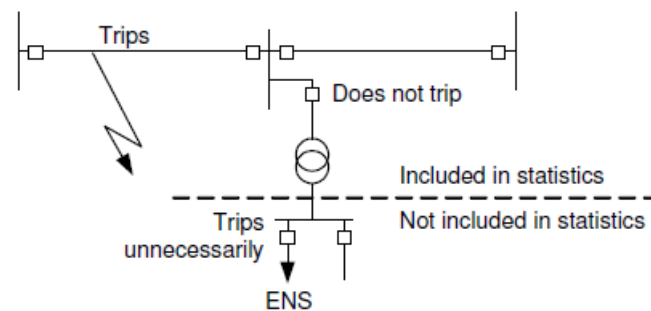 Trips
Does not trip
Included in statistics
Not included in statistics
Trips
unnecessarily
ENS